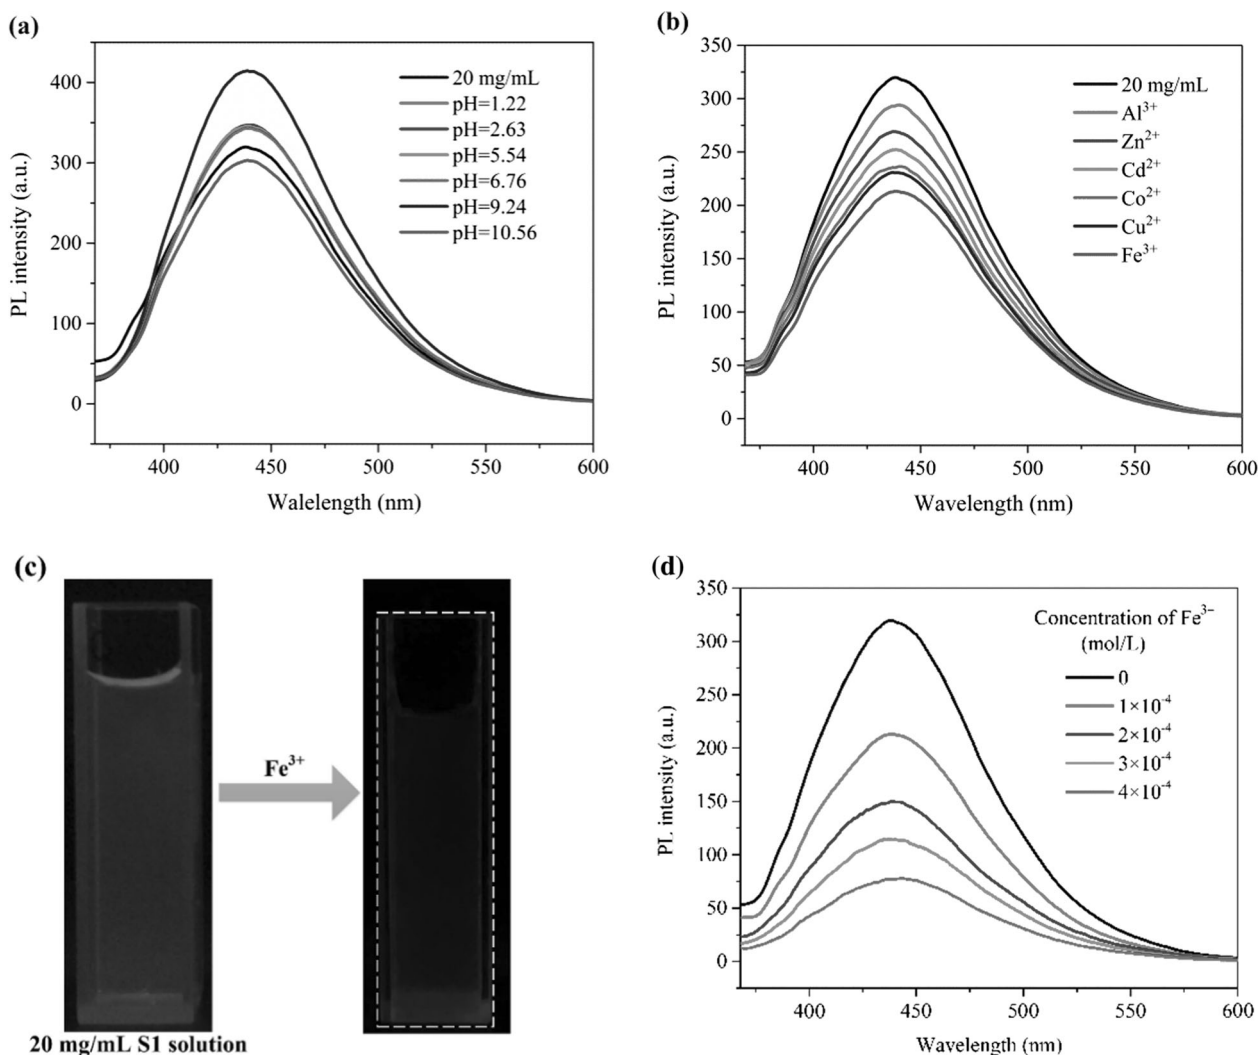 (a)
400
300
200
100
0
PL intensity (a.u.)
400
450
500
550
600
Walelength (nm)
20 mg/mL
pH=1.22
pH=2.63
pH=5.54
pH=6.76
pH=9.24
pH=10.56
(b)
350
300
250
200
150
100
50
0
PL intensity (a.u.)
400
450
500
550
600
Wavelength (nm)
20 mg/mL
Al³⁺
Zn²⁺
Cd²⁺
Co²⁺
Cu²⁺
Fe³⁺
(c)
Fe³⁺
20 mg/mL S1 solution
(d)
350
300
250
200
150
100
50
0
PL intensity (a.u.)
400
450
500
550
600
Wavelength (nm)
Concentration of Fe³⁻
(mol/L)
0
1×10⁻⁴
2×10⁻⁴
3×10⁻⁴
4×10⁻⁴